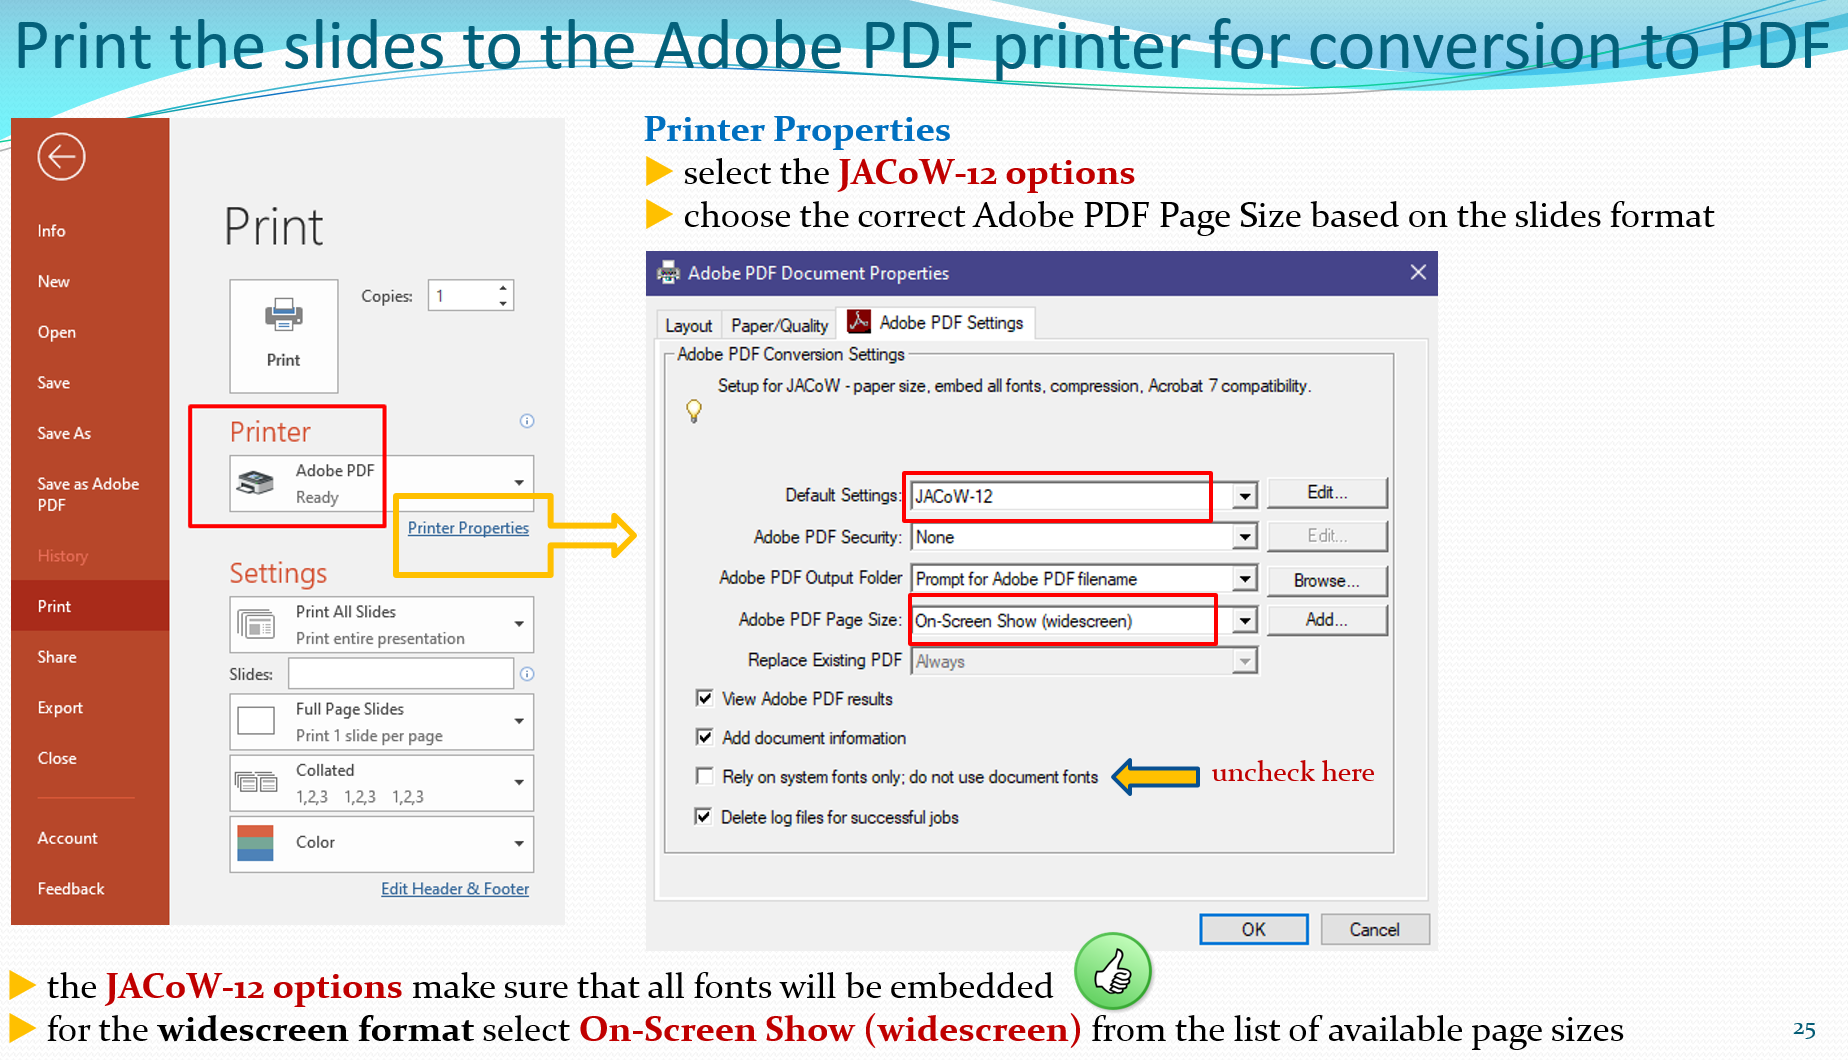 Print the slides to the Adobe PDF printer for conversion to PDF
Info
New
Open
Save
Save As
Save as Adobe
PDF
History
Print
Share
Export
Close
Account
Feedback
Print
Print
Copies:
1
Printer
Adobe PDF
Ready
Printer Properties
Settings
Print All Slides
Print entire presentation
Slides:
Full Page Slides
Print 1 slide per page
Collated
1,2,3 1,2,3 1,2,3
Color
Edit Header & Footer
Printer Properties
select the JACoW-12 options
choose the correct Adobe PDF Page Size based on the slides format
Adobe PDF Document Properties
Layout Paper/Quality Adobe PDF Settings
Adobe PDF Conversion Settings
Setup for JACoW - paper size, embed all fonts, compression, Acrobat 7 compatibility.
Default Settings: JACoW-12 Edit...
Adobe PDF Security: None Edit...
Adobe PDF Output Folder Prompt for Adobe PDF filename Browse...
Adobe PDF Page Size: On-Screen Show (widescreen) Add...
Replace Existing PDF Always
View Adobe PDF results
Add document information
Rely on system fonts only; do not use document fonts uncheck here
Delete log files for successful jobs
OK Cancel
the JACoW-12 options make sure that all fonts will be embedded
for the widescreen format select On-Screen Show (widescreen) from the list of available page sizes
25